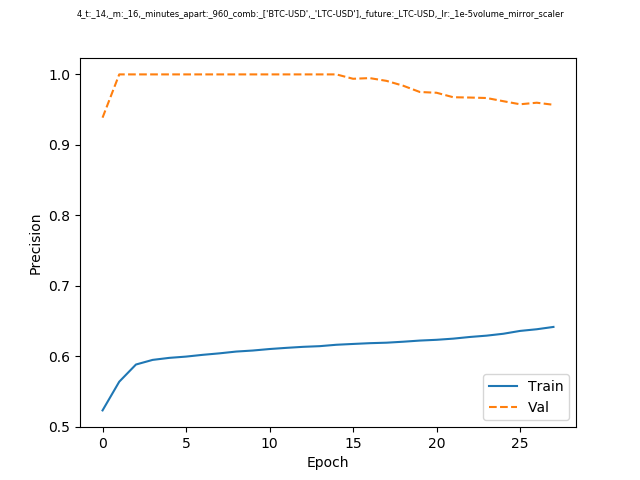 4_t:_14,_m:_16,_minutes_apart:_960_comb:_['BTC-USD',_'LTC-USD'],_future:_LTC-USD,_lr:_1e-5volume_mirror_scaler
1.0
0.9
0.8
0.7
0.6
0.5
Precision
0 5 10 15 20 25
Epoch
Train
Val